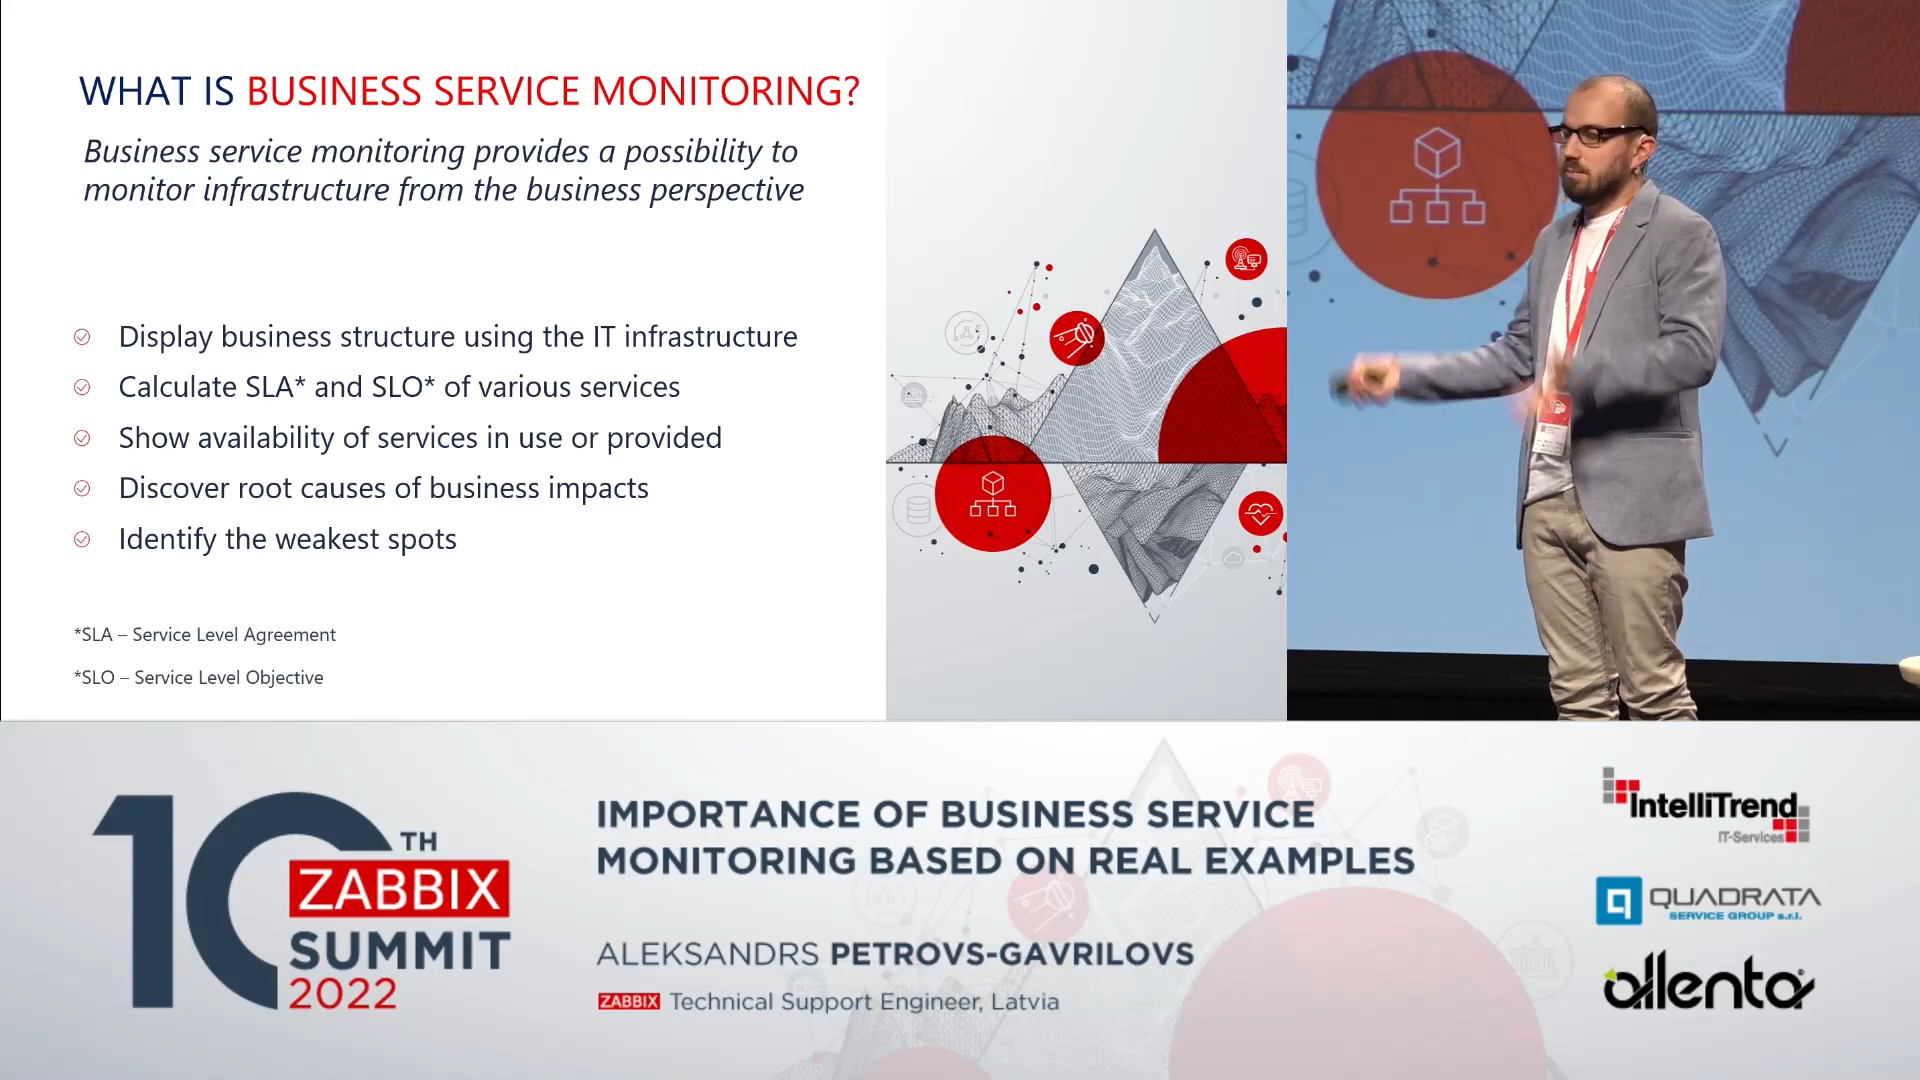 WHAT IS BUSINESS SERVICE MONITORING?
Business service monitoring provides a possibility to
monitor infrastructure from the business perspective
Display business structure using the IT infrastructure
Calculate SLA* and SLO* of various services
Show availability of services in use or provided
Discover root causes of business impacts
Identify the weakest spots
*SLA – Service Level Agreement
*SLO – Service Level Objective
10TH
ZABBIX
SUMMIT
2022
IMPORTANCE OF BUSINESS SERVICE
MONITORING BASED ON REAL EXAMPLES
ALEKSANDRS PETROVS-GAVRILOVS
ZABBIX Technical Support Engineer, Latvia
IntelliTrend
IT-Services
QUADRATA
SERVICE GROUP s.r.l.
allenta